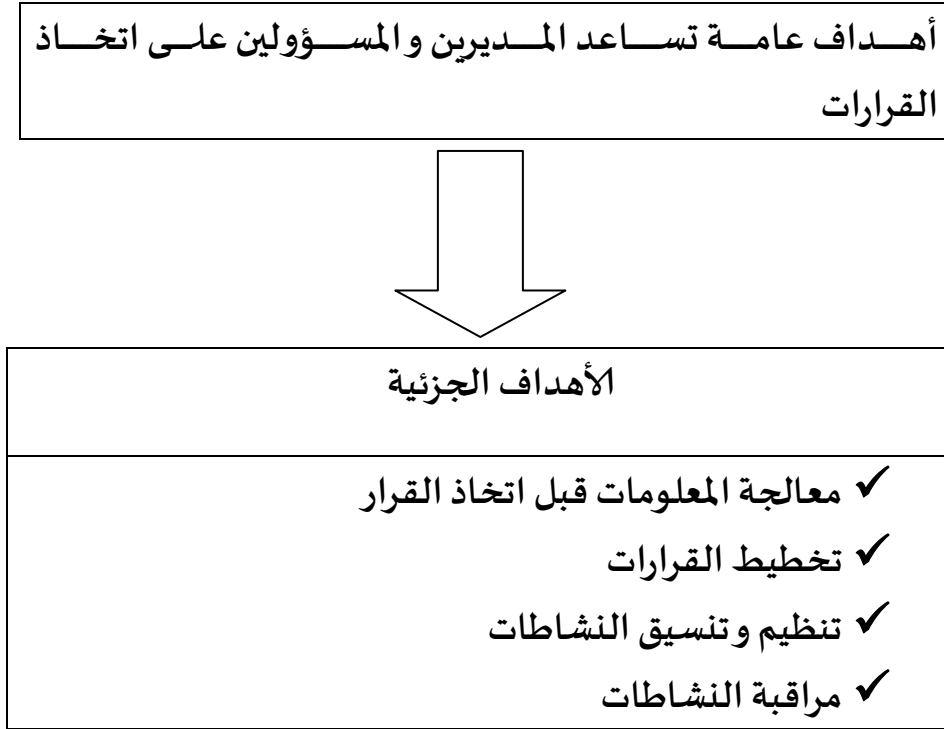 أهداف عامة تساعد المديرين والمسؤولين على اتخاذ
القرارات
الأهداف الجزئية
✓ معالجة المعلومات قبل اتخاذ القرار
✓ تخطيط القرارات
✓ تنظيم وتنسيق النشاطات
✓ مراقبة النشاطات